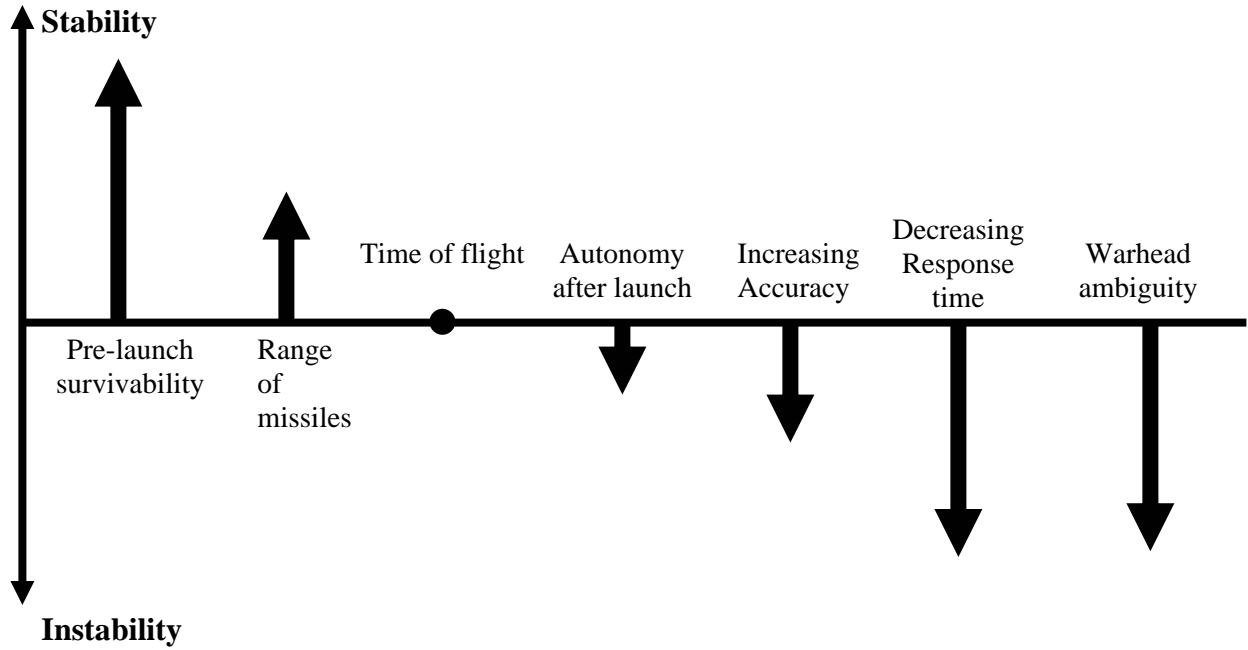 Stability
Time of flight
Autonomy
after launch
Increasing
Accuracy
Decreasing
Response
time
Warhead
ambiguity
Pre-launch
survivability
Range
of
missiles
Instability